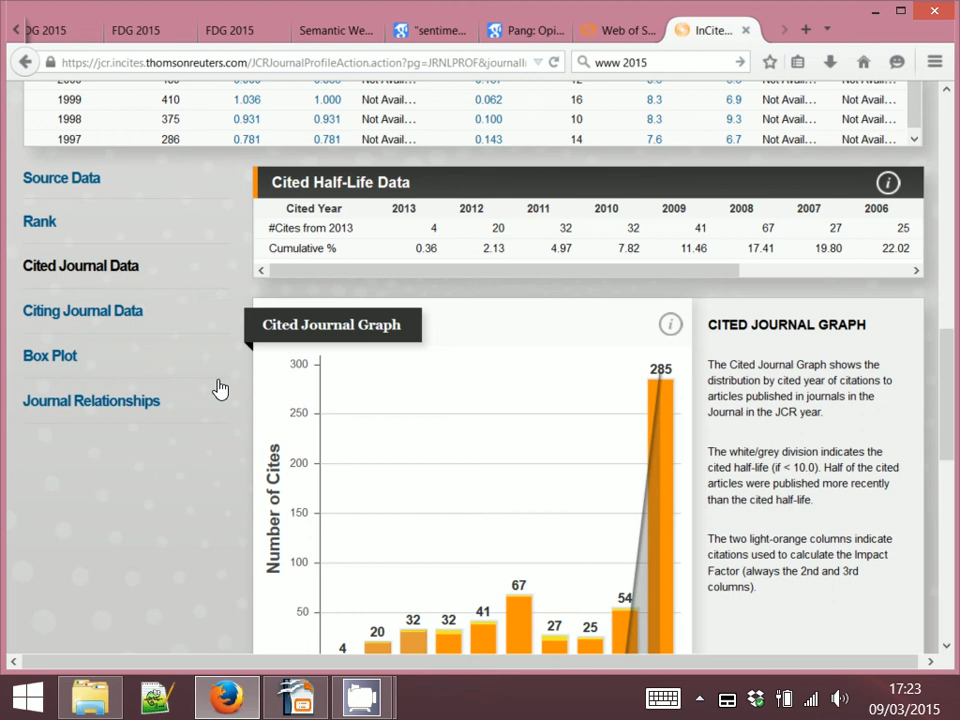 DG 2015 FDG 2015 FDG 2015 Semantic We... "sentime... Pang: Opi... Web of S... InCite...
https://jcr.incites.thomsonreuters.com/JCRJournalProfileAction.action?pg=JRNLPROF&journalI www 2015
1999 410 1.036 1.000 Not Avail... 0.062 16 8.3 6.9 Not Avai... Not Avai...
1998 375 0.931 0.931 Not Avail... 0.100 10 8.3 9.3 Not Avai... Not Avai...
1997 286 0.781 0.781 Not Avail... 0.143 14 7.6 6.7 Not Avai... Not Avai...
Source Data
Rank
Cited Journal Data
Citing Journal Data
Box Plot
Journal Relationships
Cited Half-Life Data
Cited Year 2013 2012 2011 2010 2009 2008 2007 2006
#Cites from 2013 4 20 32 32 41 67 27 25
Cumulative % 0.36 2.13 4.97 7.82 11.46 17.41 19.80 22.02
Cited Journal Graph
300
250
200
150
100
50
Number of Cites
4 20 32 32 41 67 27 25 54 285
CITED JOURNAL GRAPH
The Cited Journal Graph shows the
distribution by cited year of citations to
articles published in journals in the
Journal in the JCR year.
The white/grey division indicates the
cited half-life (if < 10.0). Half of the cited
articles were published more recently
than the cited half-life.
The two light-orange columns indicate
citations used to calculate the Impact
Factor (always the 2nd and 3rd
columns).
17:23
09/03/2015